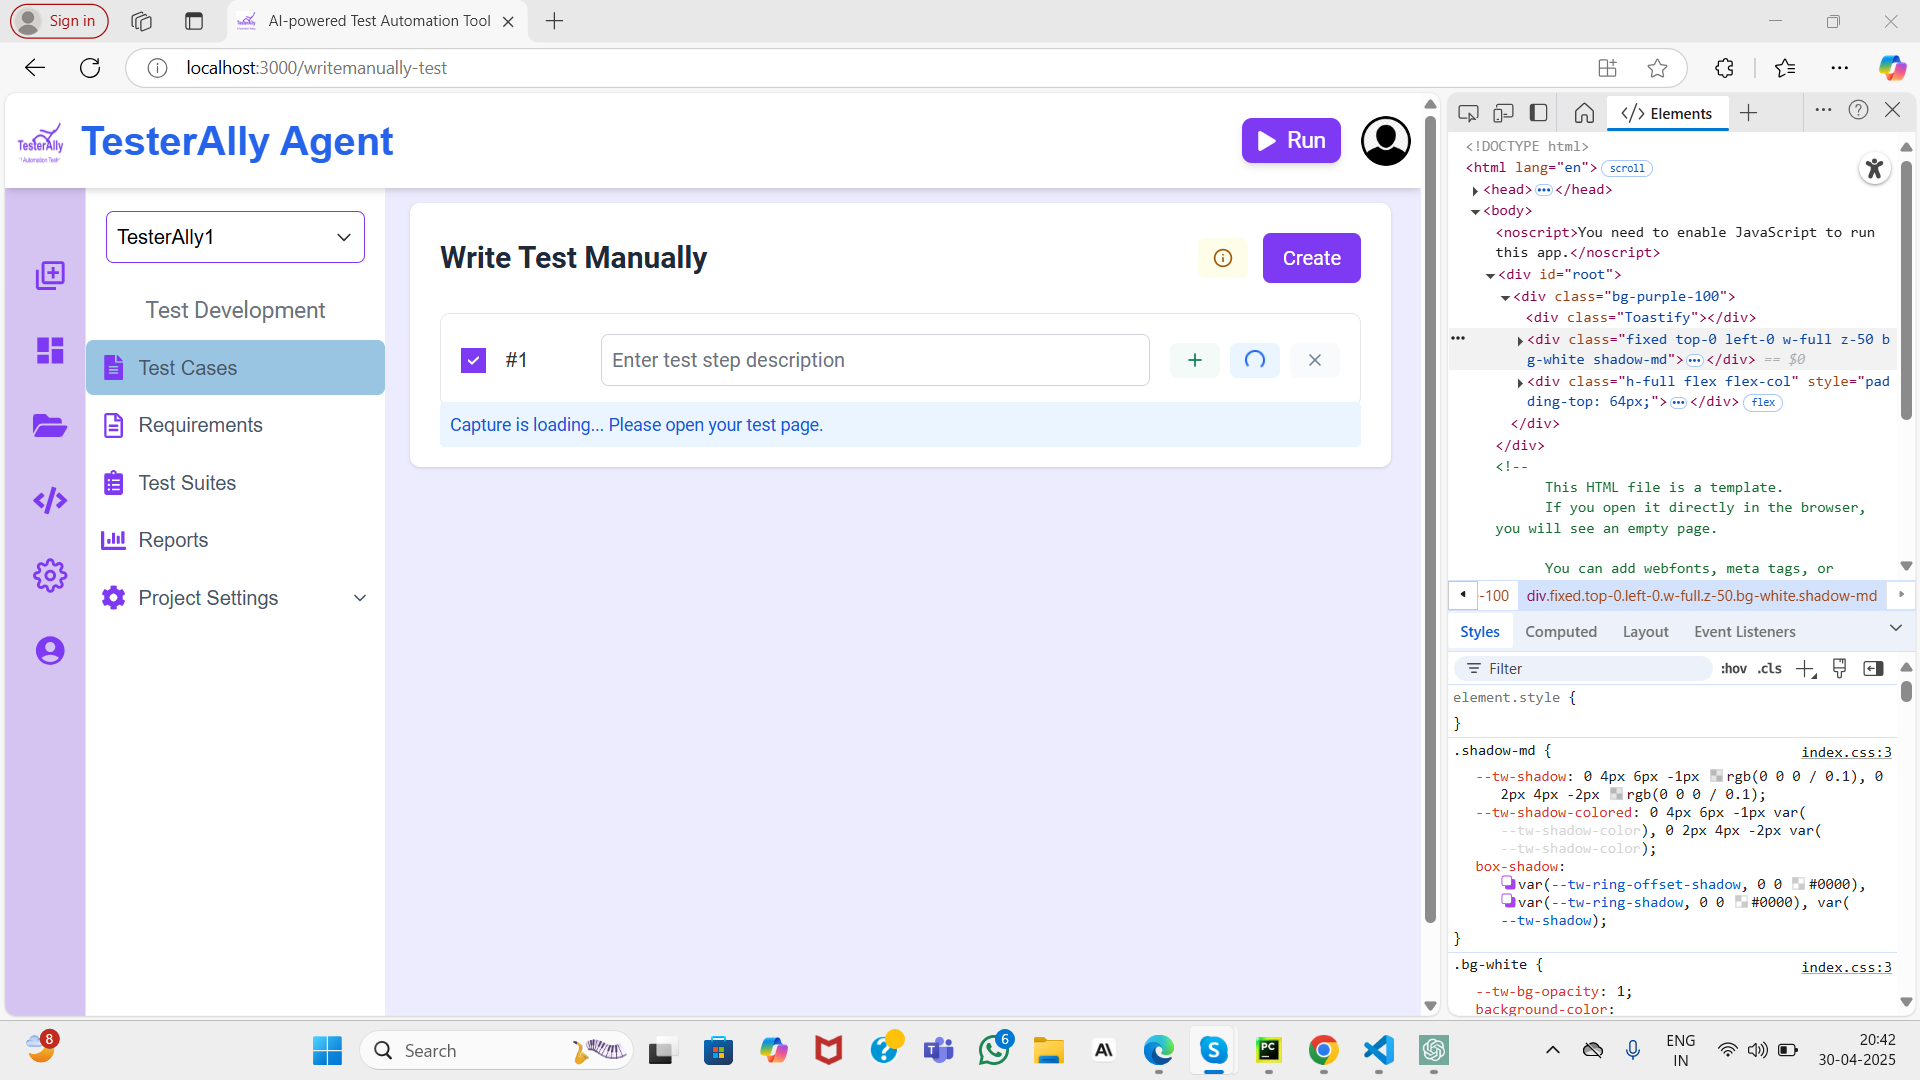 Sign in
AI-powered Test Automation Tool
localhost:3000/writemanually-test
TesterAlly
TesterAlly Agent
Run
TesterAlly1
Test Development
Test Cases
Requirements
Test Suites
Reports
Project Settings
Write Test Manually
Create
#1
Enter test step description
Capture is loading... Please open your test page.
Elements
<!DOCTYPE html>
<html lang="en"> scroll
<head> </head>
<body>
<noscript>You need to enable JavaScript to run
this app.</noscript>
<div id="root">
<div class="bg-purple-100">
<div class="Toastify"></div>
<div class="fixed top-0 left-0 w-full z-50 b
g-white shadow-md"> </div> == $0
<div class="h-full flex flex-col" style="pad
ding-top: 64px;"> </div> flex
</div>
</div>
<!--
This HTML file is a template.
If you open it directly in the browser,
you will see an empty page.
You can add webfonts, meta tags, or
-100 div.fixed.top-0.left-0.w-full.z-50.bg-white.shadow-md
Styles Computed Layout Event Listeners
Filter :hov .cls
element.style {
}
.shadow-md { index.css:3
--tw-shadow: 0 4px 6px -1px rgb(0 0 0 / 0.1), 0
2px 4px -2px rgb(0 0 0 / 0.1);
--tw-shadow-colored: 0 4px 6px -1px var(
--tw-shadow-color), 0 2px 4px -2px var(
--tw-shadow-color);
box-shadow:
var(--tw-ring-offset-shadow, 0 0 #0000),
var(--tw-ring-shadow, 0 0 #0000), var(
--tw-shadow);
}
.bg-white { index.css:3
--tw-bg-opacity: 1;
background-color:
8
Search
6
ENG
IN
20:42
30-04-2025